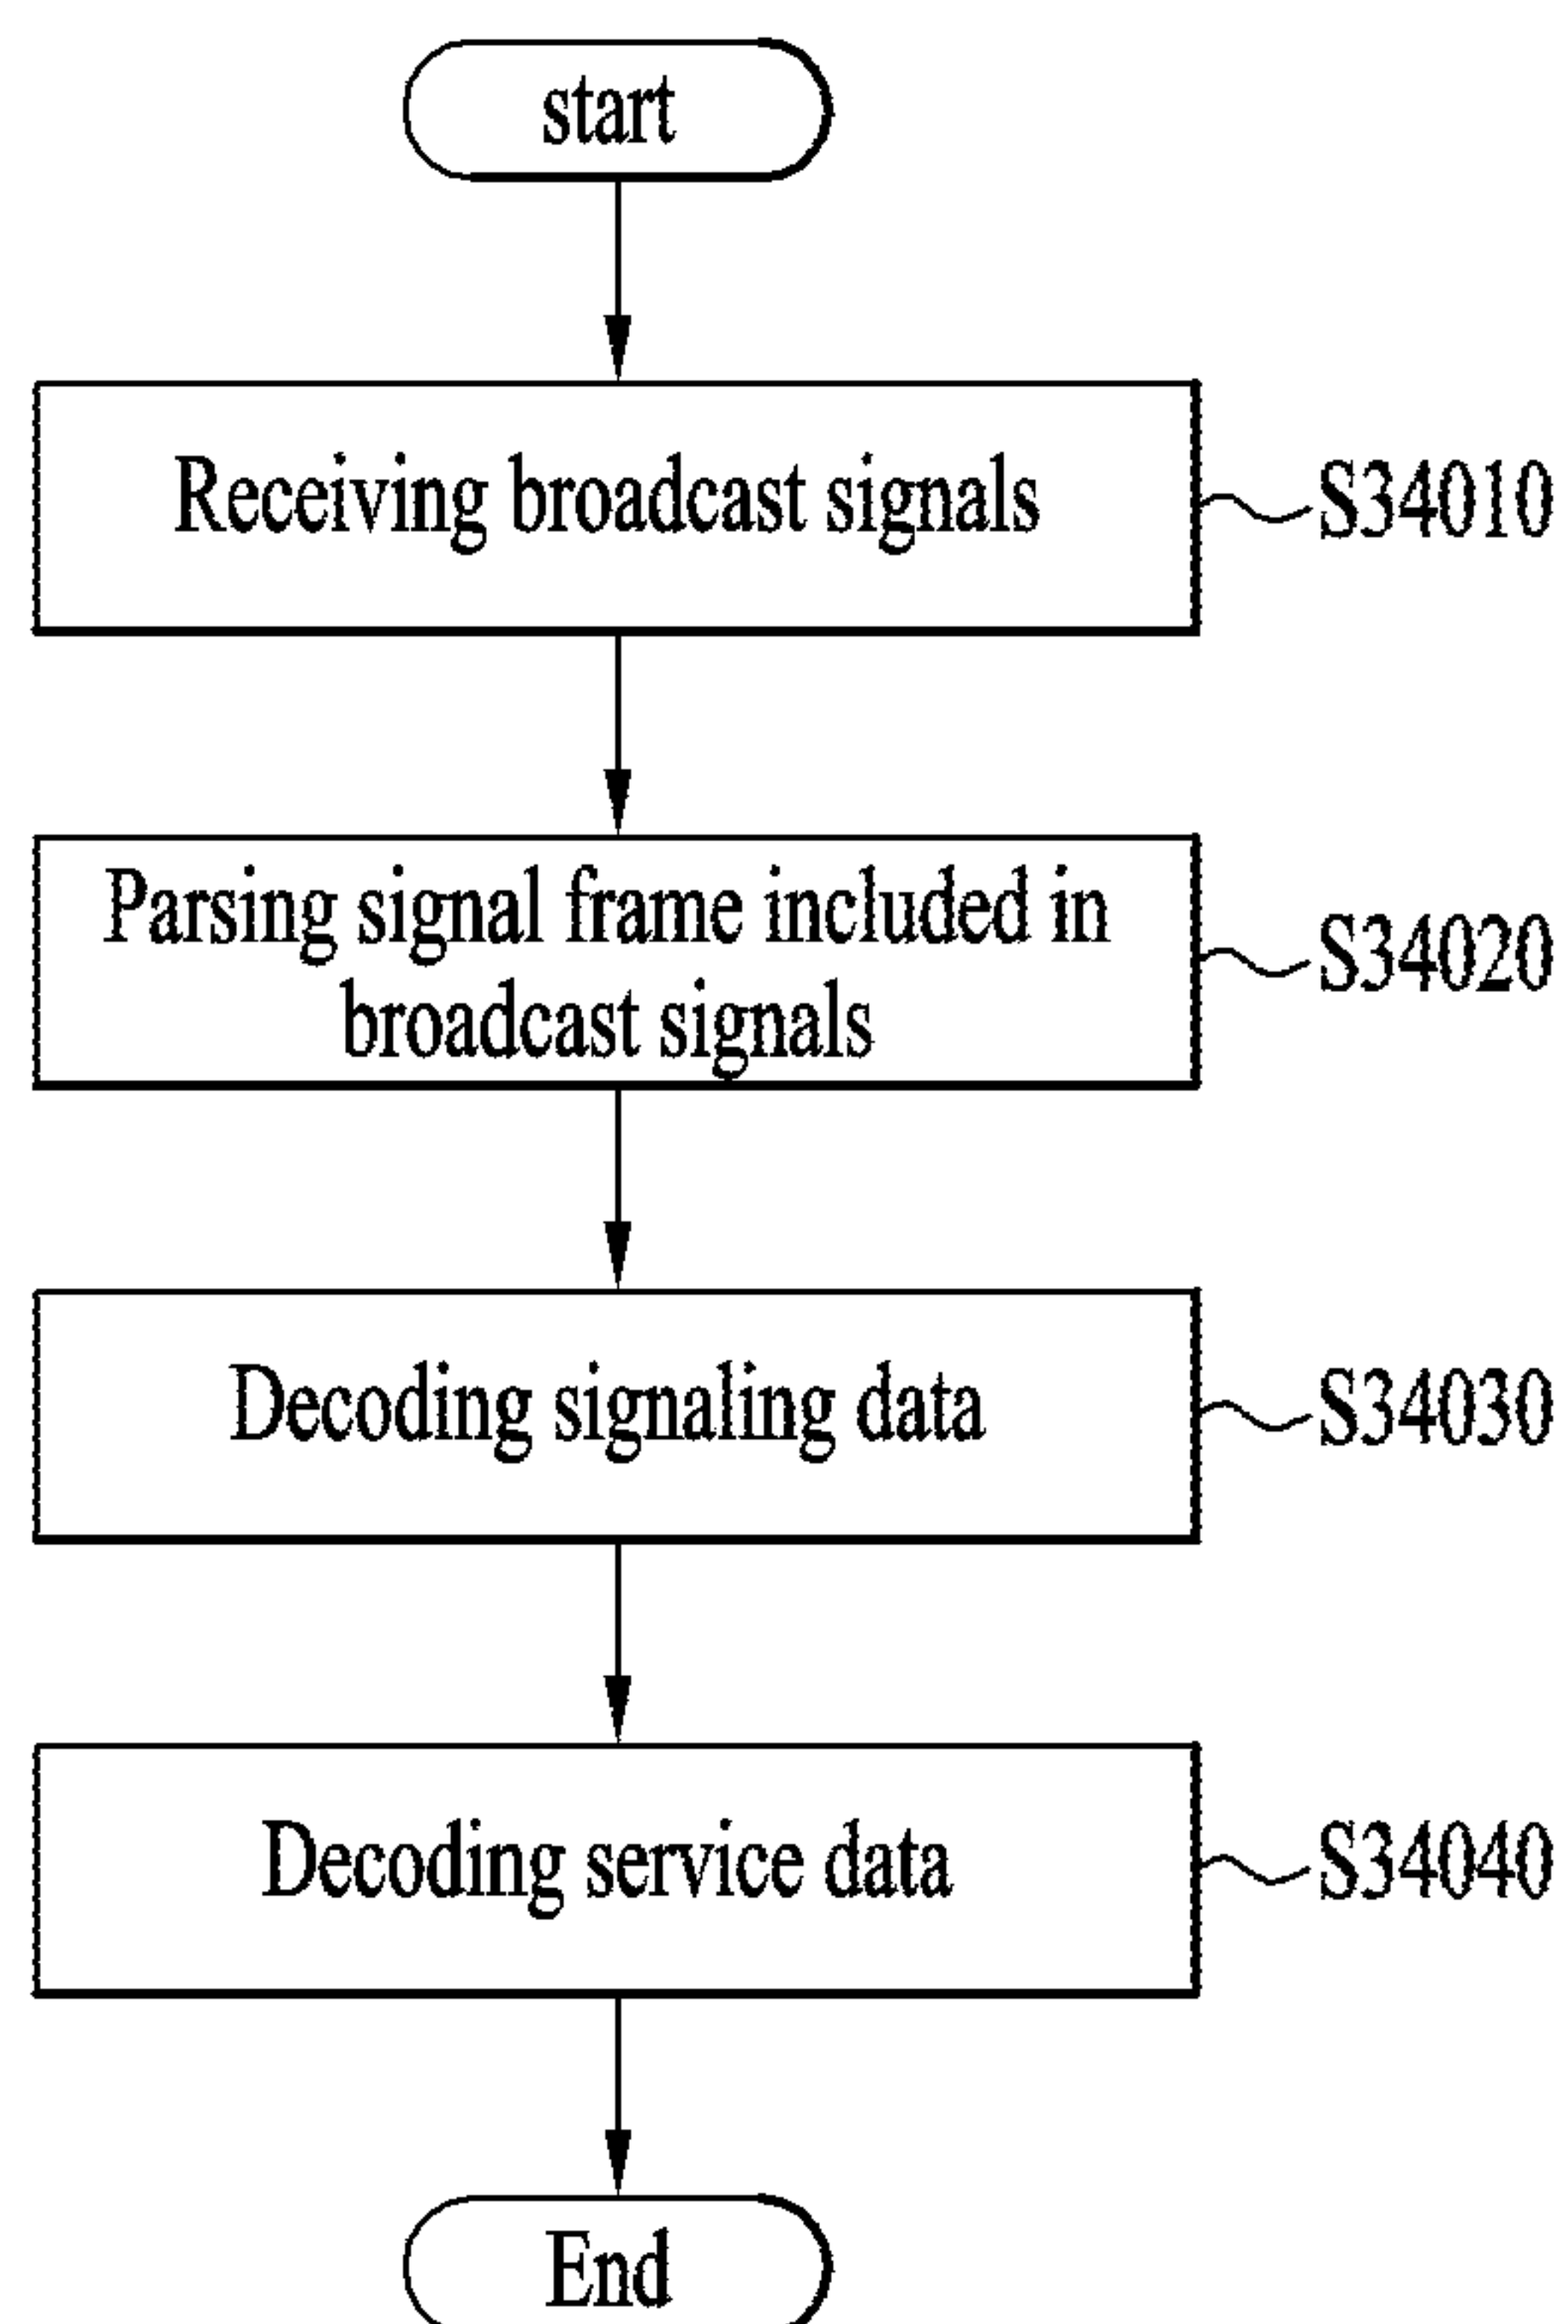 start
Receiving broadcast signals
S34010
Parsing signal frame included in
broadcast signals
S34020
Decoding signaling data
S34030
Decoding service data
S34040
End